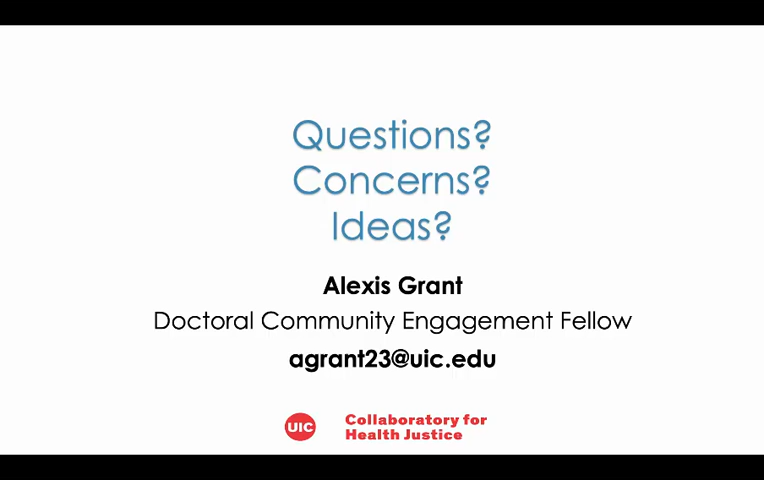 Questions?
Concerns?
Ideas?
Alexis Grant
Doctoral Community Engagement Fellow
agrant23@uic.edu
UIC
Collaboratory for
Health Justice